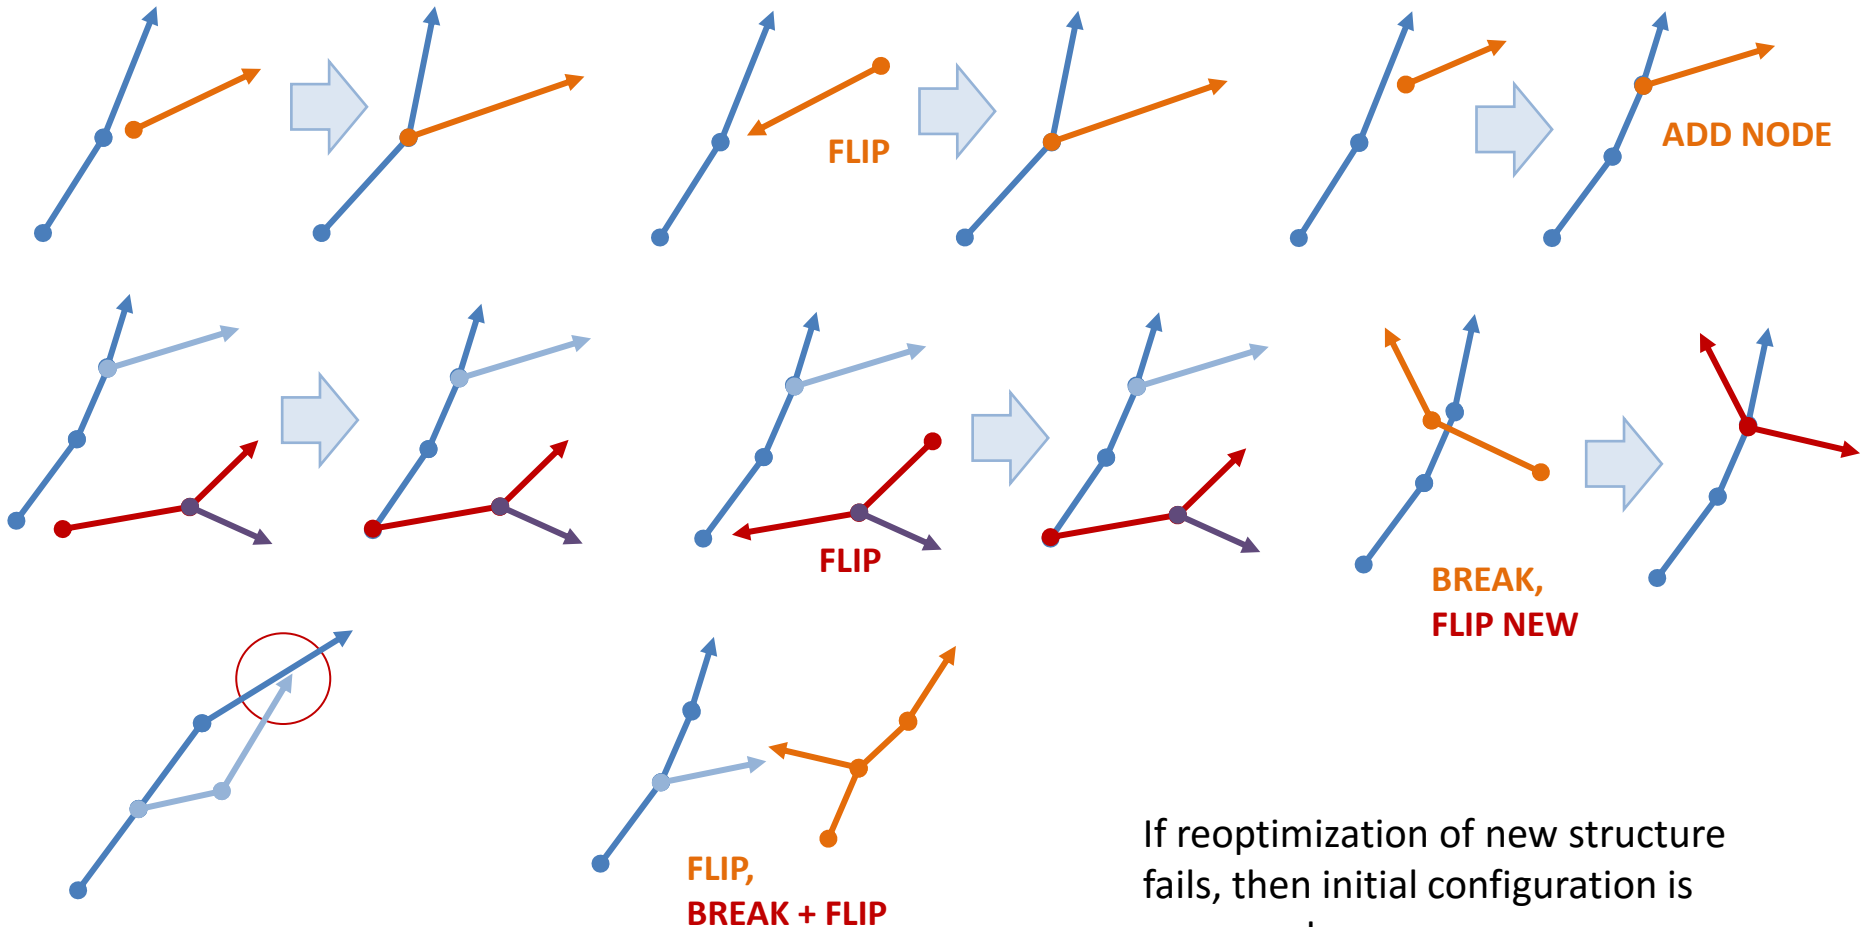 FLIP
ADD NODE
FLIP
BREAK,
FLIP NEW
FLIP,
BREAK + FLIP
If reoptimization of new structure
fails, then initial configuration is